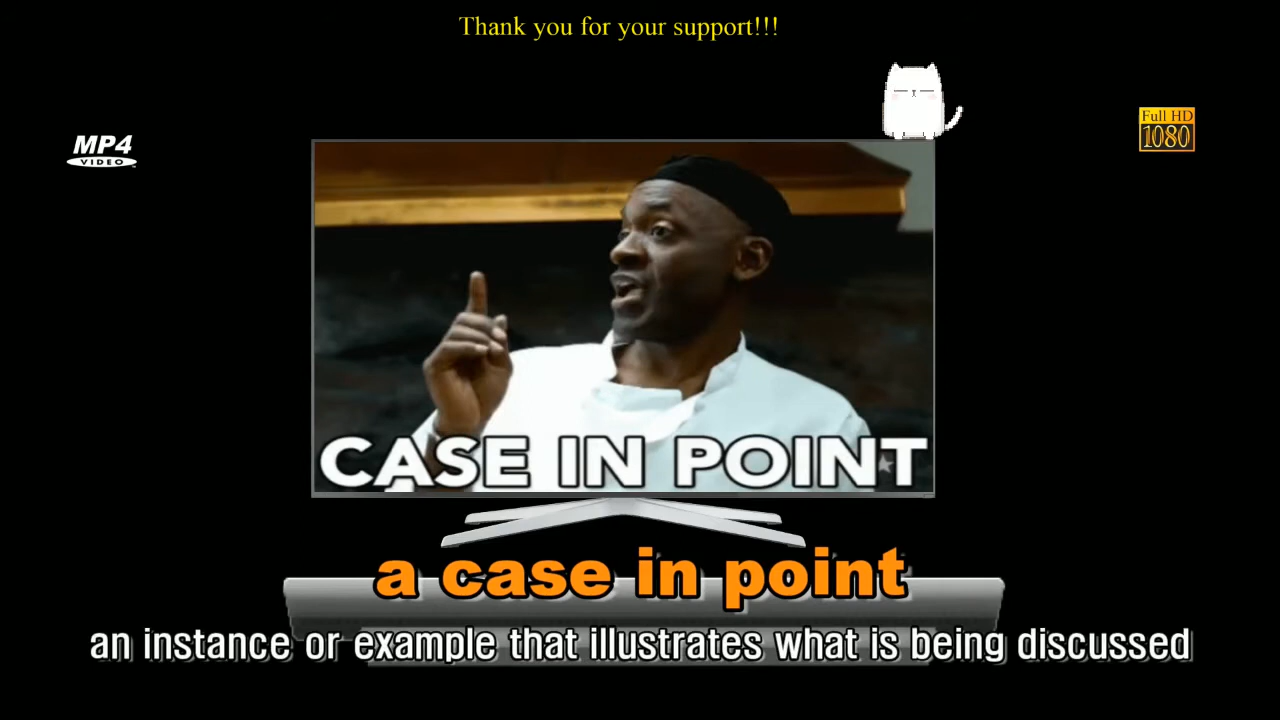 Thank you for your support!!!
Full HD
1080
MP4
VIDEO
CASE IN POINT
a case in point
an instance or example that illustrates what is being discussed